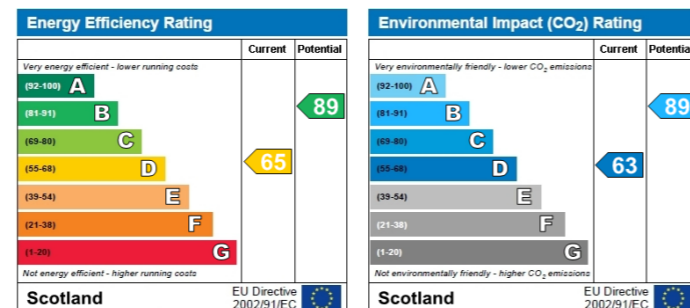 Energy Efficiency Rating
Current Potential
Very energy efficient - lower running costs
(92-100) A
(81-91) B
89
(69-80) C
(55-68) D
65
(39-54) E
(21-38) F
(1-20) G
Not energy efficient - higher running costs
Scotland
EU Directive
2002/91/EC
Environmental Impact (CO2) Rating
Current Potential
Very environmentally friendly - lower CO2 emissions
(92-100) A
(81-91) B
89
(69-80) C
(55-68) D
63
(39-54) E
(21-38) F
(1-20) G
Not environmentally friendly - higher CO2 emissions
Scotland
EU Directive
2002/91/EC